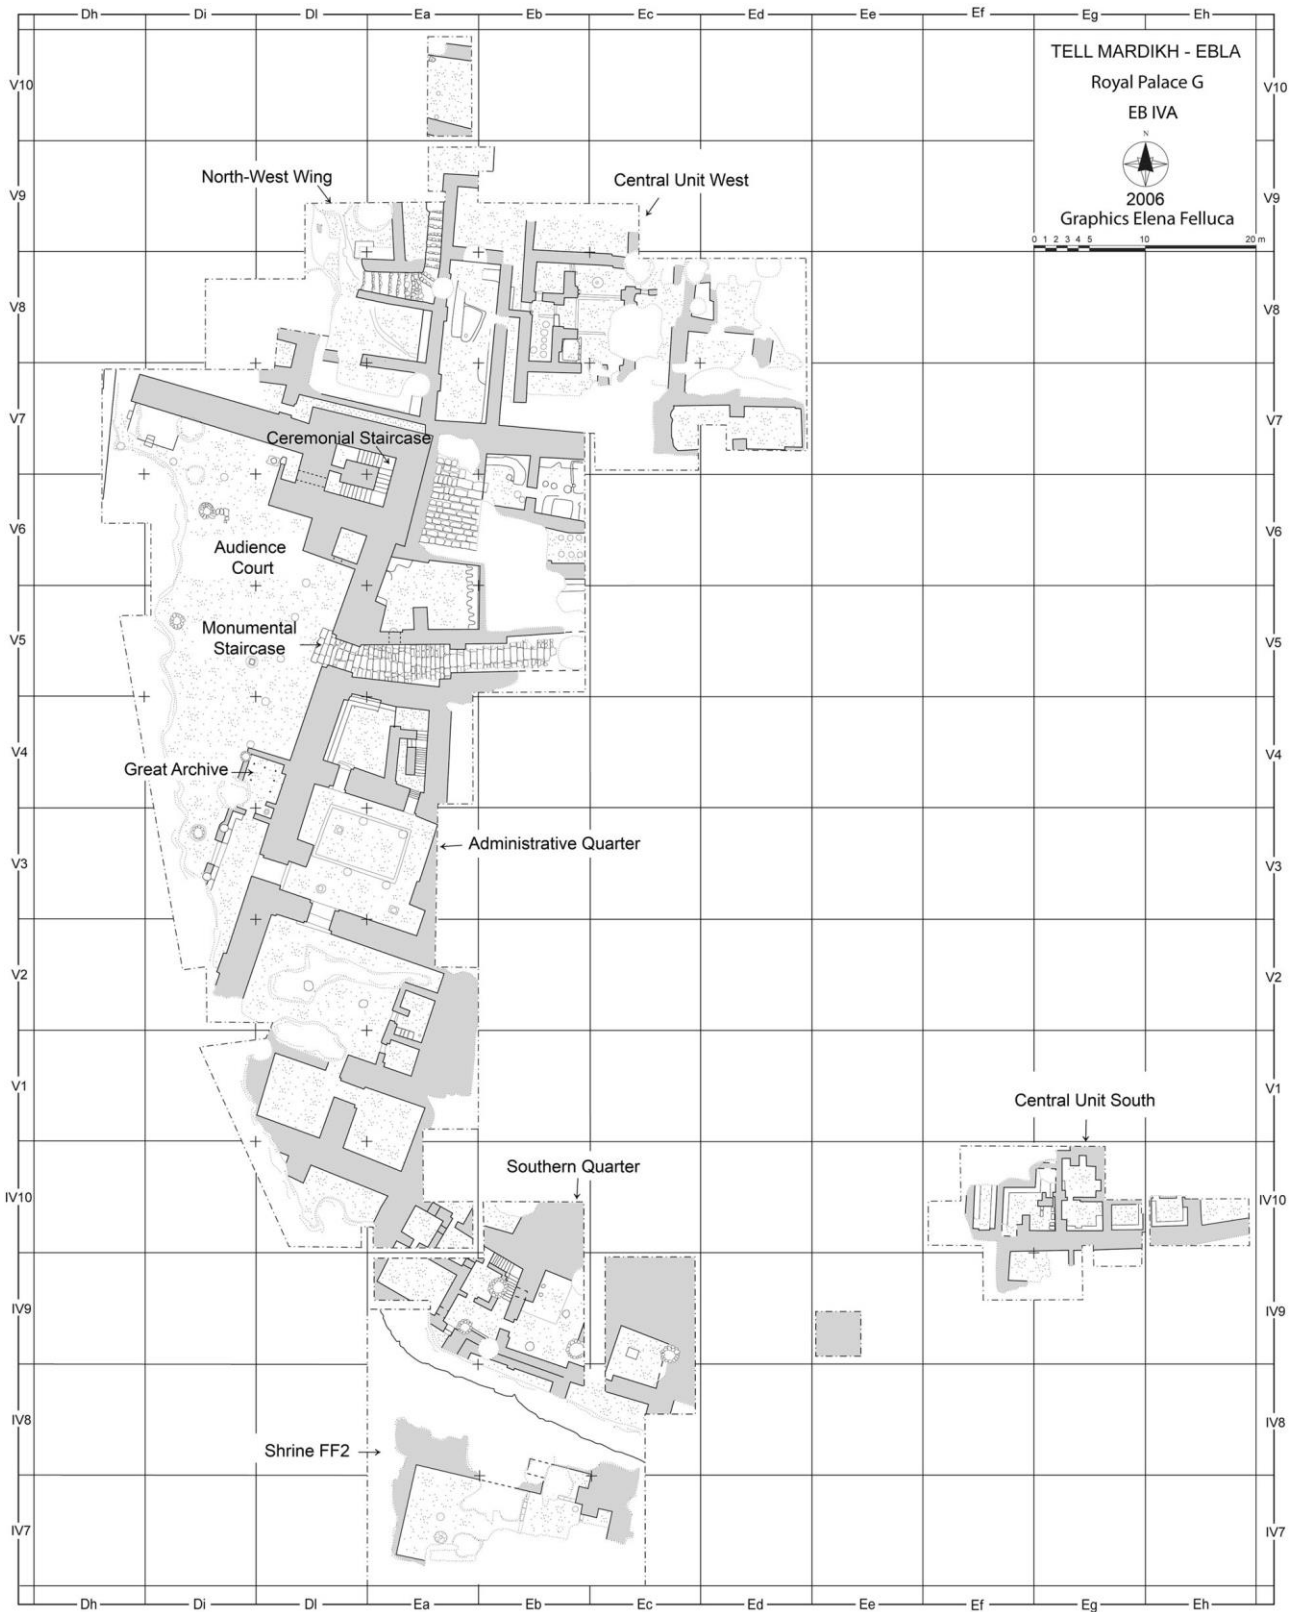 Dh Di Dl Ea Eb Ec Ed Ee Ef Eg Eh
TELL MARDIKH - EBLA
Royal Palace G
EB IVA
N
2006
Graphics Elena Felluca
0 1 2 3 4 5 10 20 m
V10 V10
North-West Wing
Central Unit West
V9 V9
V8 V8
V7 V7
Ceremonial Staircase
V6 V6
Audience
Court
Monumental
Staircase
V5 V5
V4 V4
Great Archive
Administrative Quarter
V3 V3
V2 V2
V1 V1
Central Unit South
Southern Quarter
IV10 IV10
IV9 IV9
IV8 IV8
Shrine FF2
IV7 IV7
Dh Di Dl Ea Eb Ec Ed Ee Ef Eg Eh